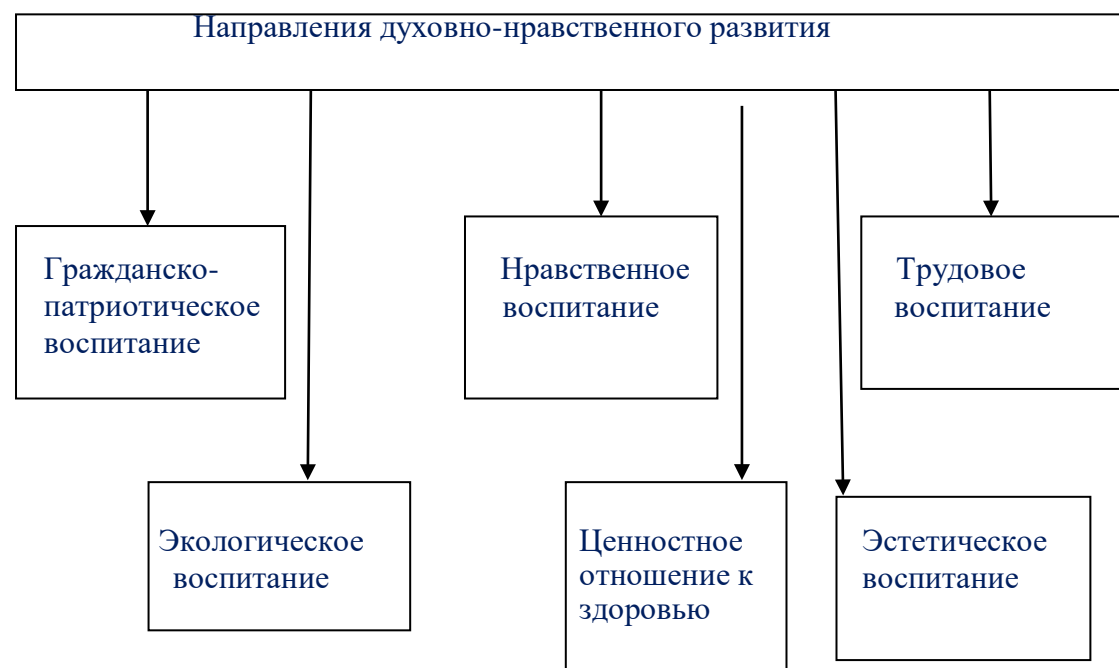 Направления духовно-нравственного развития
Гражданско-
патриотическое
воспитание
Нравственное
воспитание
Трудовое
воспитание
Экологическое
воспитание
Ценностное
отношение к
здоровью
Эстетическое
воспитание